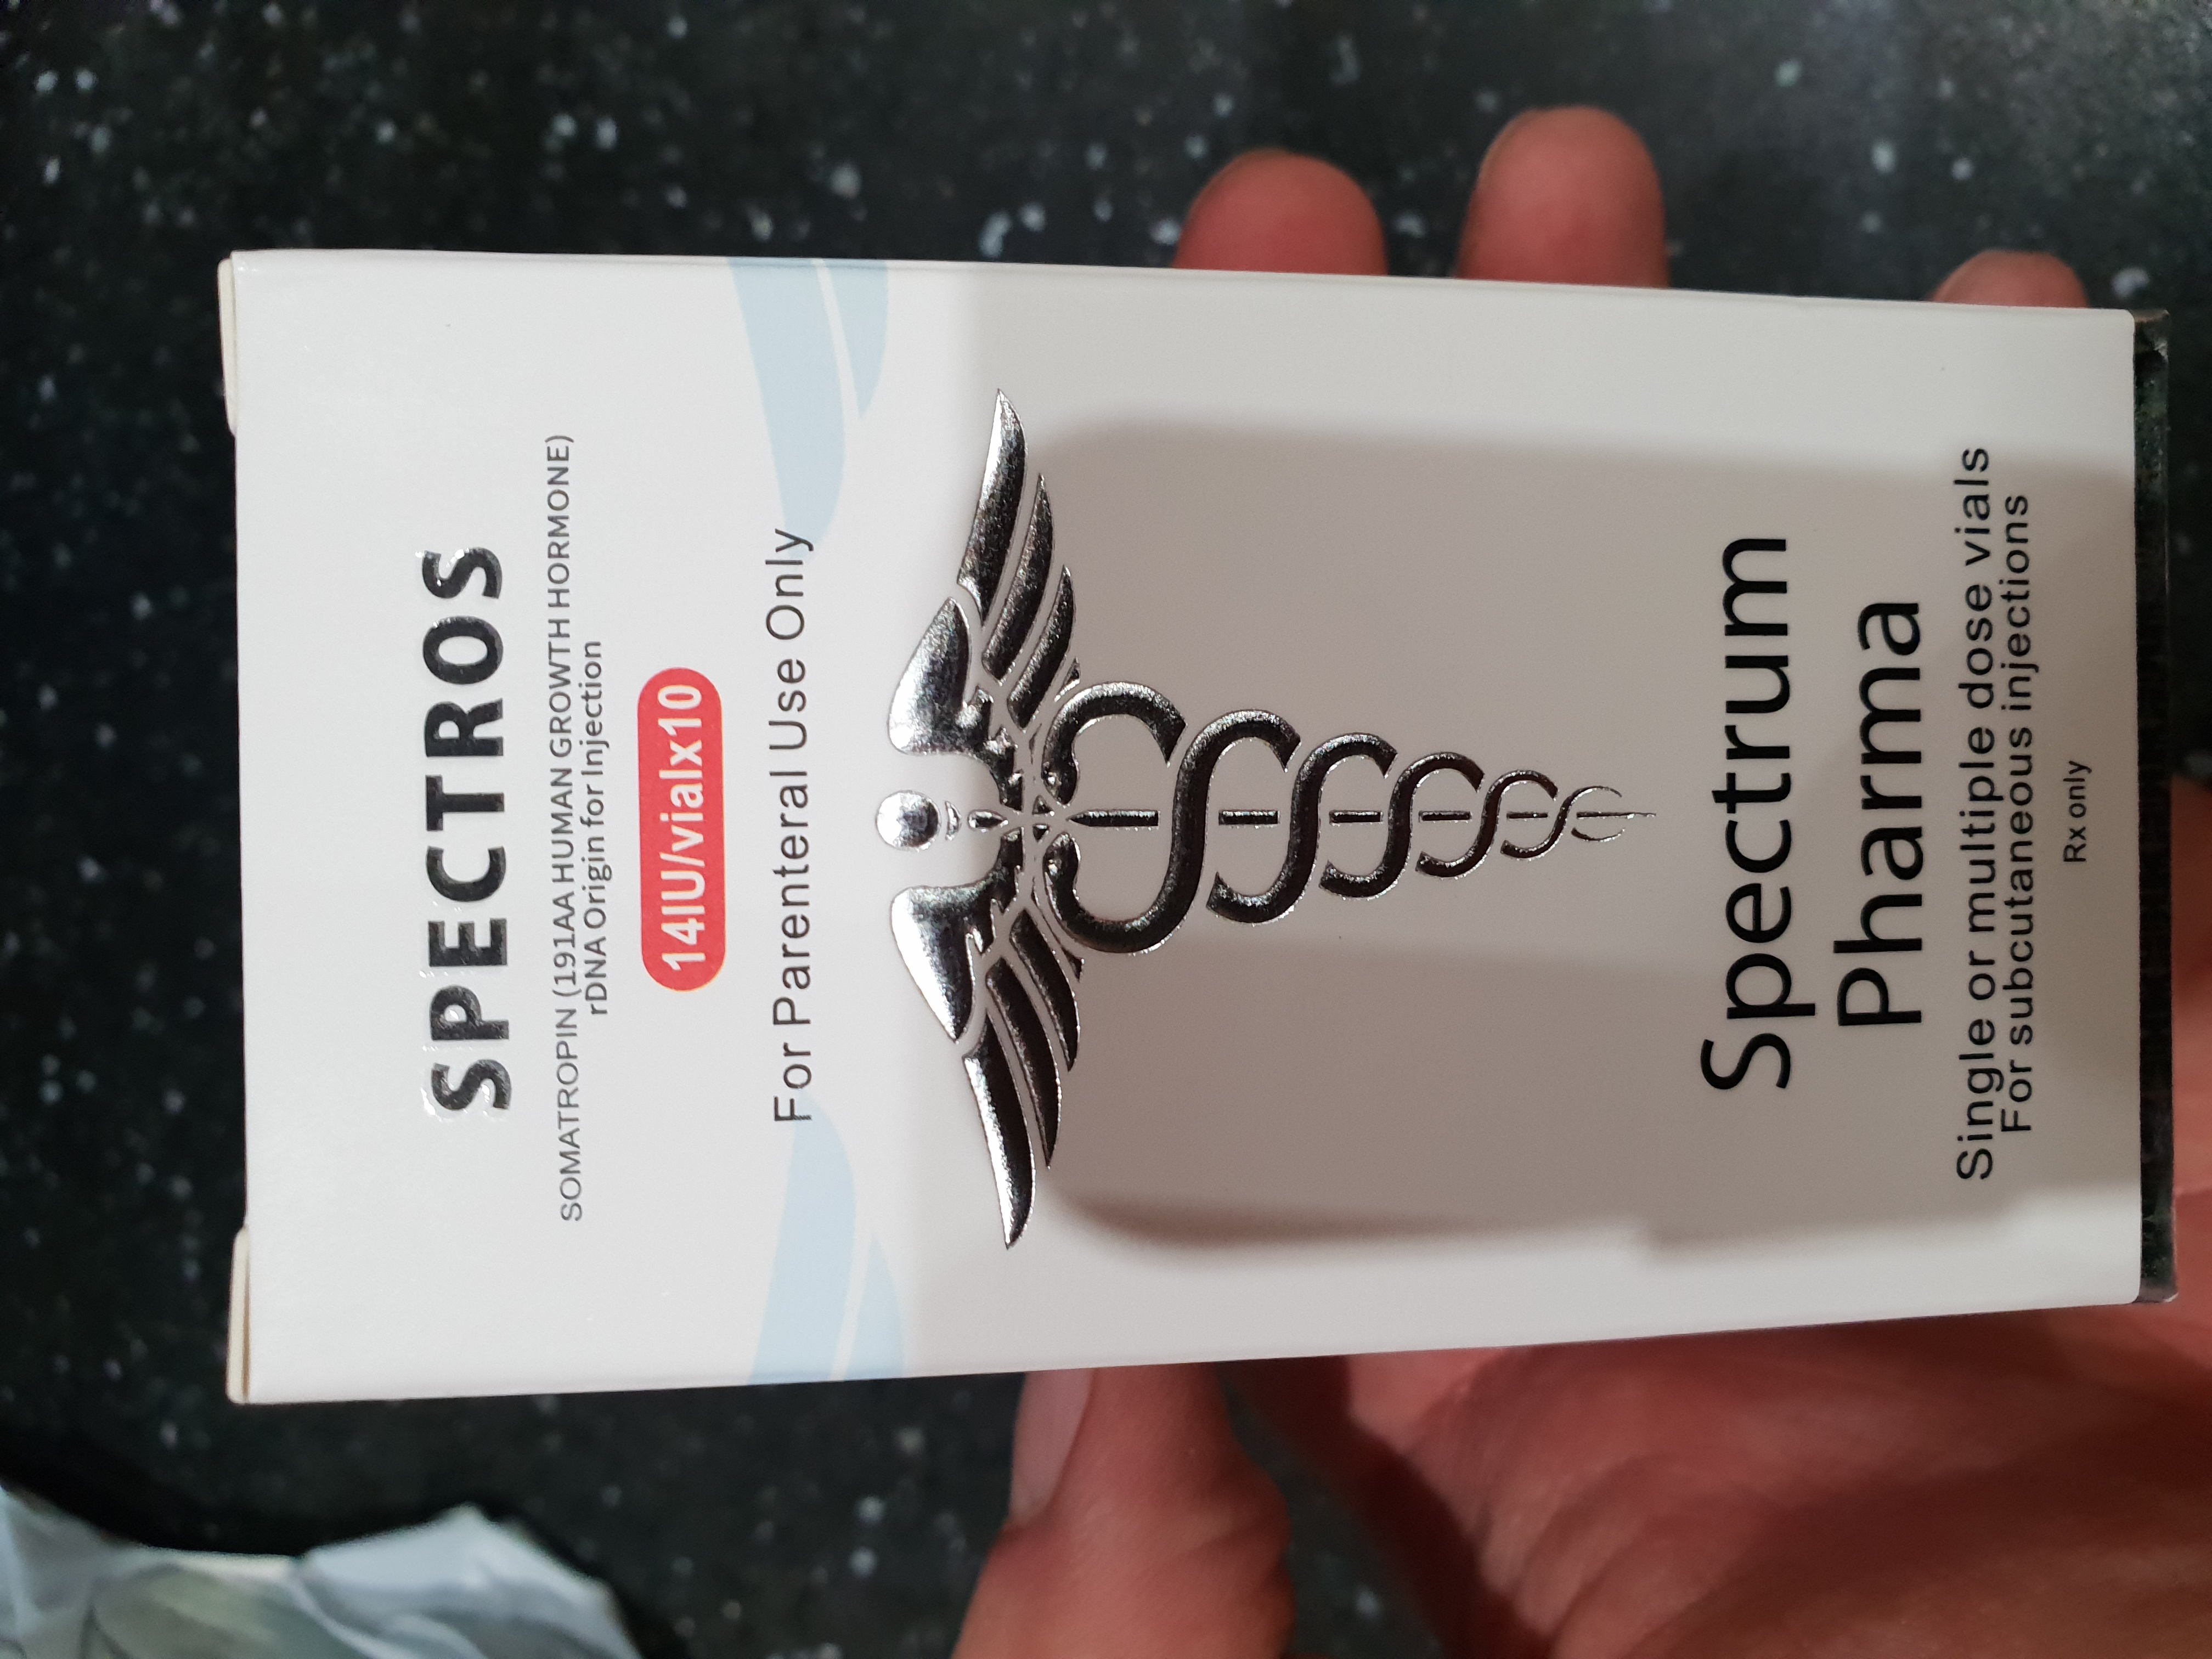 SPECTROS
SOMATROPIN (191AA HUMAN GROWTH HORMONE)
rDNA Origin for Injection
14IU/vialx10
For Parenteral Use Only
Spectrum
Pharma
Single or multiple dose vials
For subcutaneous injections
Rx only